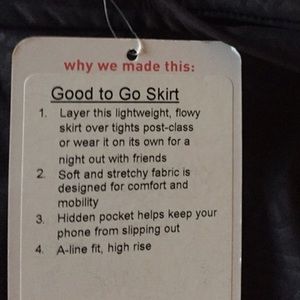 why we made this:
Good to Go Skirt
1. Layer this lightweight, flowy
skirt over tights post-class
or wear it on its own for a
night out with friends
2. Soft and stretchy fabric is
designed for comfort and
mobility
3. Hidden pocket helps keep your
phone from slipping out
4. A-line fit, high rise